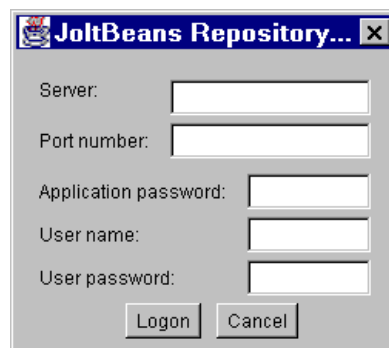 JoltBeans Repository...
Server:
Port number:
Application password:
User name:
User password:
Logon Cancel